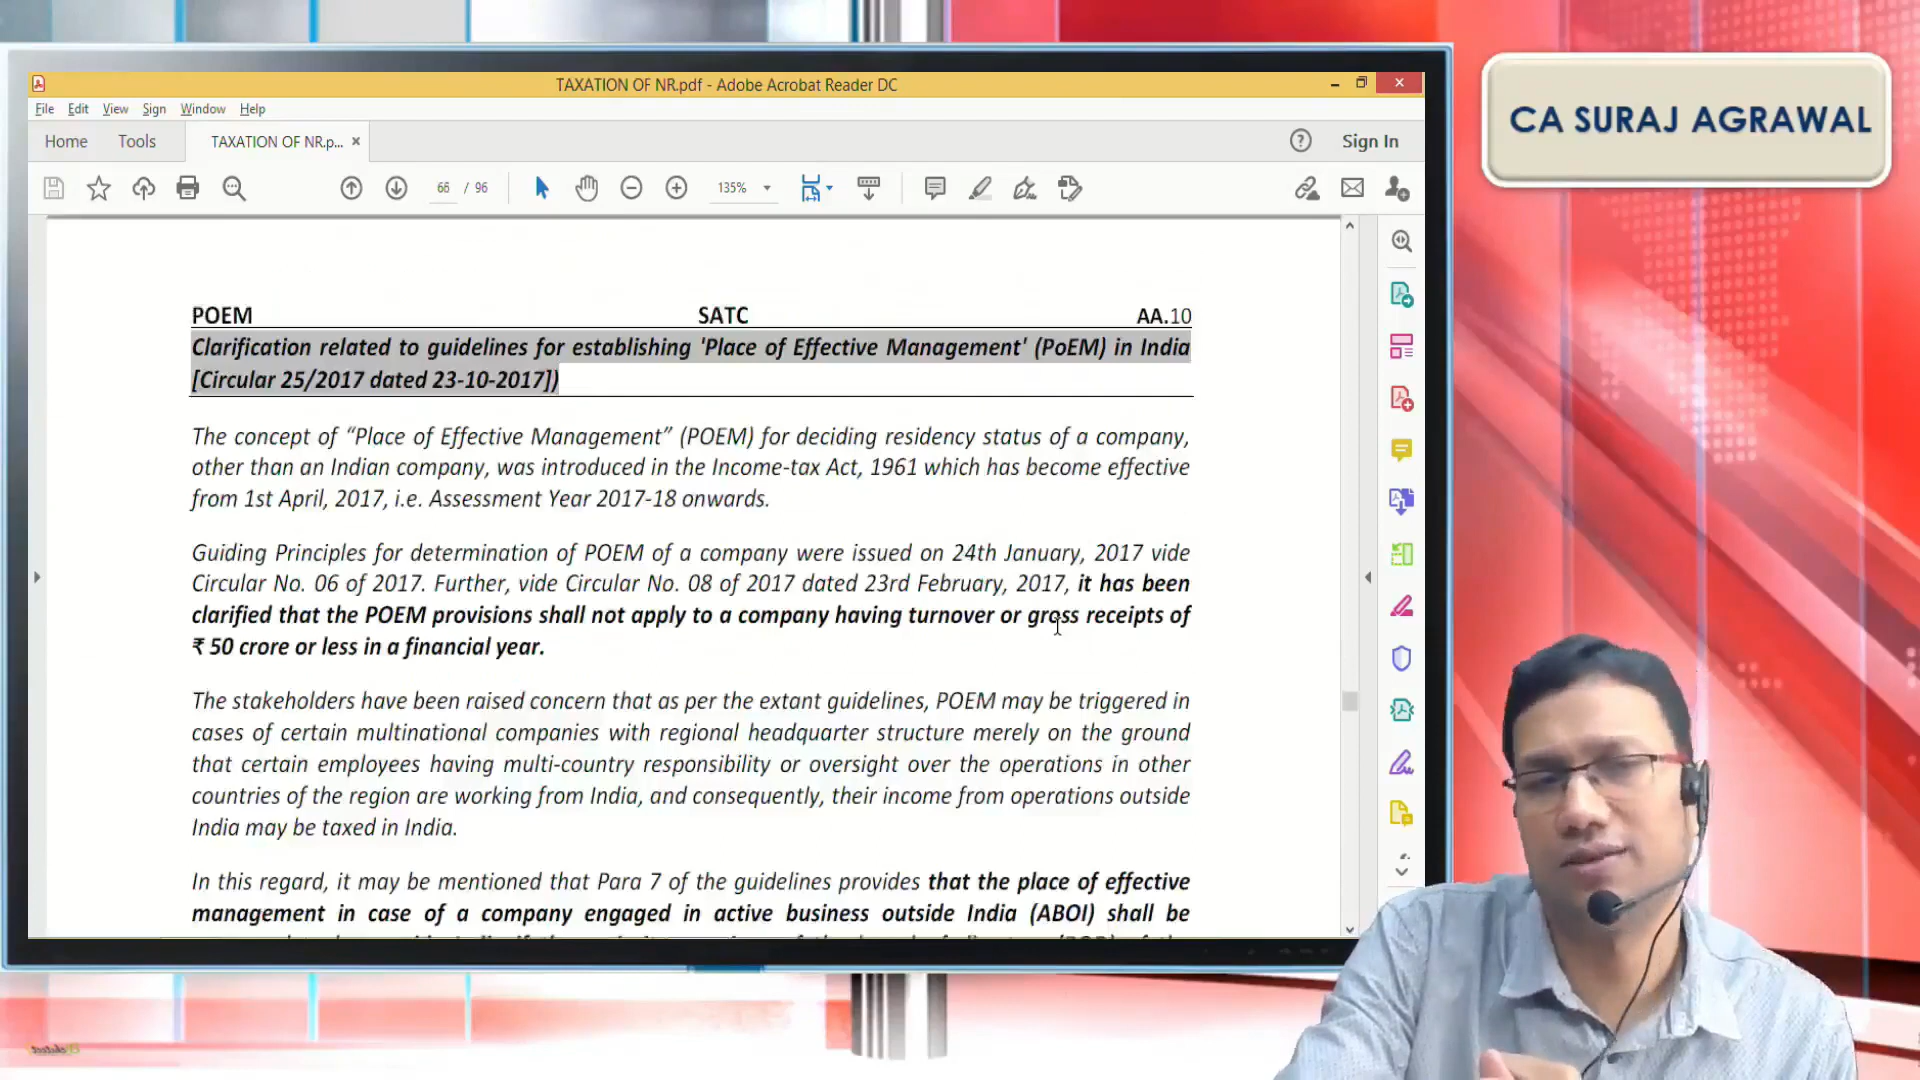 TAXATION OF NR.pdf - Adobe Acrobat Reader DC
CA SURAJ AGRAWAL
File Edit View Sign Window Help
Home Tools TAXATION OF NR.p... × Sign In
66 / 96 135%
POEM SATC AA.10
Clarification related to guidelines for establishing 'Place of Effective Management' (PoEM) in India
[Circular 25/2017 dated 23-10-2017])
The concept of “Place of Effective Management” (POEM) for deciding residency status of a company,
other than an Indian company, was introduced in the Income-tax Act, 1961 which has become effective
from 1st April, 2017, i.e. Assessment Year 2017-18 onwards.
Guiding Principles for determination of POEM of a company were issued on 24th January, 2017 vide
Circular No. 06 of 2017. Further, vide Circular No. 08 of 2017 dated 23rd February, 2017, it has been
clarified that the POEM provisions shall not apply to a company having turnover or gross receipts of
₹ 50 crore or less in a financial year.
The stakeholders have been raised concern that as per the extant guidelines, POEM may be triggered in
cases of certain multinational companies with regional headquarter structure merely on the ground
that certain employees having multi-country responsibility or oversight over the operations in other
countries of the region are working from India, and consequently, their income from operations outside
India may be taxed in India.
In this regard, it may be mentioned that Para 7 of the guidelines provides that the place of effective
management in case of a company engaged in active business outside India (ABOI) shall be